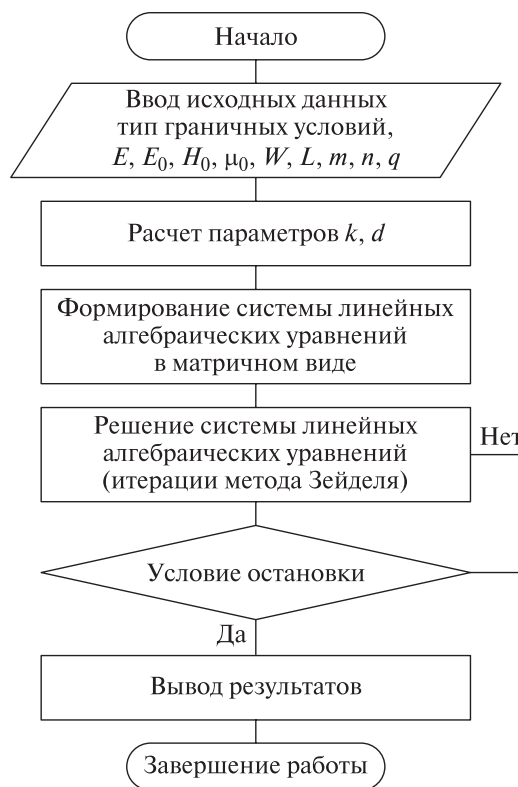 Начало
Ввод исходных данных
тип граничных условий,
E, E₀, H₀, μ₀, W, L, m, n, q
Расчет параметров k, d
Формирование системы линейных
алгебраических уравнений
в матричном виде
Решение системы линейных
алгебраических уравнений
(итерации метода Зейделя)
Нет
Условие остановки
Да
Вывод результатов
Завершение работы